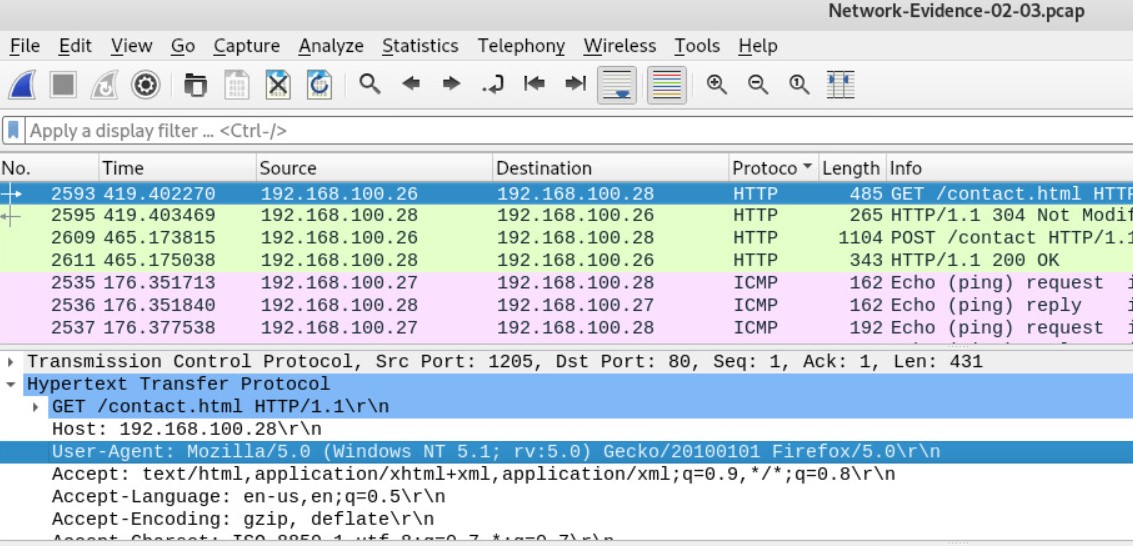 Network-Evidence-02-03.pcap
File Edit View Go Capture Analyze Statistics Telephony Wireless Tools Help
Apply a display filter ... <Ctrl-/>
No. Time Source Destination Protoco Length Info
2593 419.402270 192.168.100.26 192.168.100.28 HTTP 485 GET /contact.html HTTP
2595 419.403469 192.168.100.28 192.168.100.26 HTTP 265 HTTP/1.1 304 Not Modif
2609 465.173815 192.168.100.26 192.168.100.28 HTTP 1104 POST /contact HTTP/1.1
2611 465.175038 192.168.100.28 192.168.100.26 HTTP 343 HTTP/1.1 200 OK
2535 176.351713 192.168.100.27 192.168.100.28 ICMP 162 Echo (ping) request i
2536 176.351840 192.168.100.28 192.168.100.27 ICMP 162 Echo (ping) reply i
2537 176.377538 192.168.100.27 192.168.100.28 ICMP 192 Echo (ping) request i
Transmission Control Protocol, Src Port: 1205, Dst Port: 80, Seq: 1, Ack: 1, Len: 431
Hypertext Transfer Protocol
GET /contact.html HTTP/1.1\r\n
Host: 192.168.100.28\r\n
User-Agent: Mozilla/5.0 (Windows NT 5.1; rv:5.0) Gecko/20100101 Firefox/5.0\r\n
Accept: text/html,application/xhtml+xml,application/xml;q=0.9,*/*;q=0.8\r\n
Accept-Language: en-us,en;q=0.5\r\n
Accept-Encoding: gzip, deflate\r\n
Accept-Charset: ISO-8859-1,utf-8;q=0.7,*;q=0.7\r\n